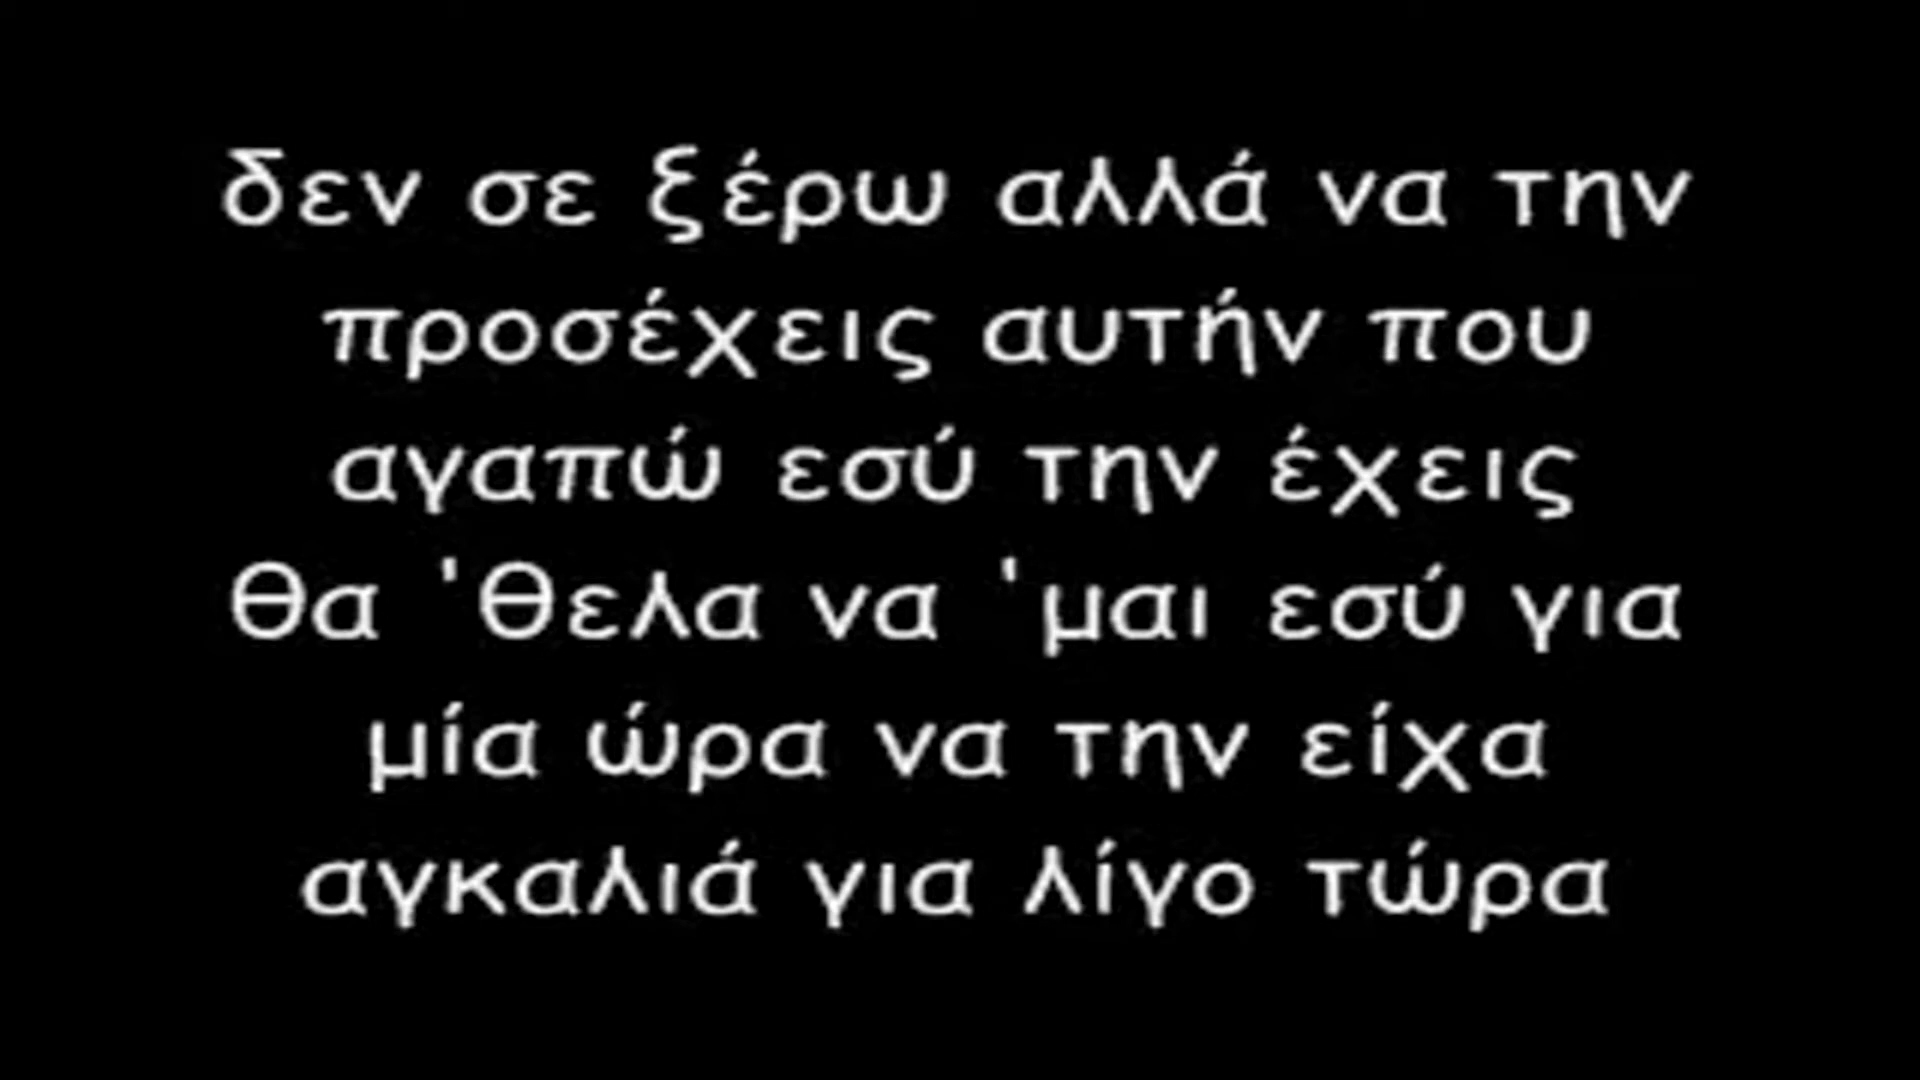 δεν σε ξέρω αλλά να την
προσέχεις αυτήν που
αγαπώ εσύ την έχεις
θα 'θελα να 'μαι εσύ για
μία ώρα να την είχα
αγκαλιά για λίγο τώρα